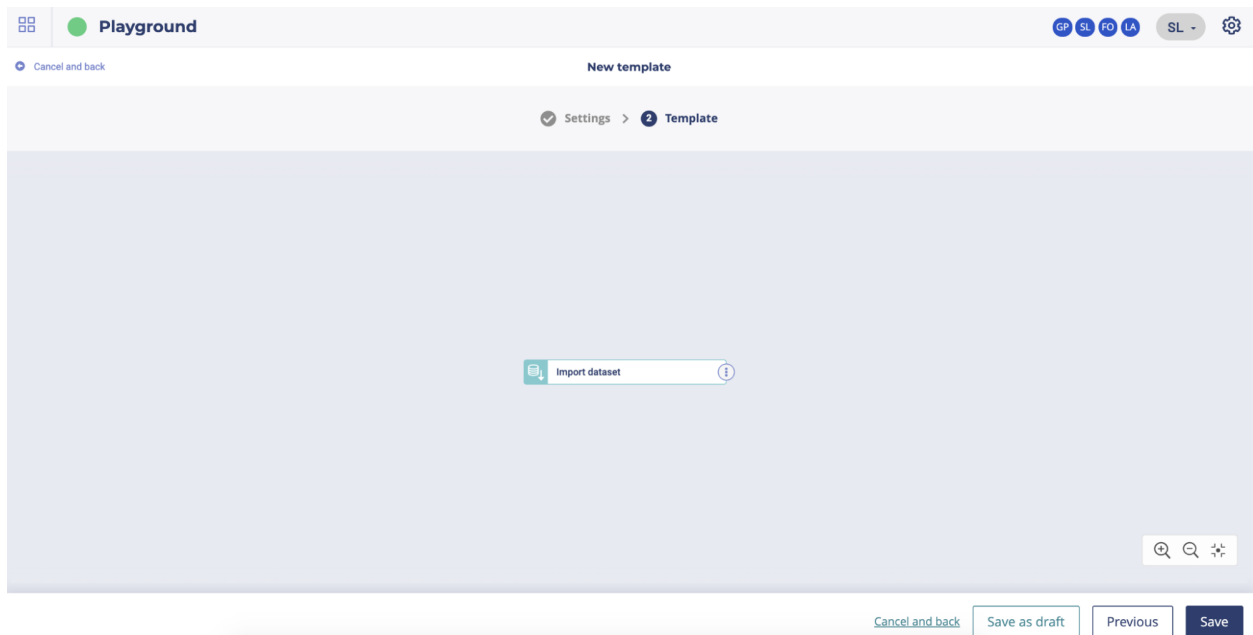 Playground
GP SL FO LA SL
Cancel and back
New template
Settings > 2 Template
Import dataset
Cancel and back Save as draft Previous Save